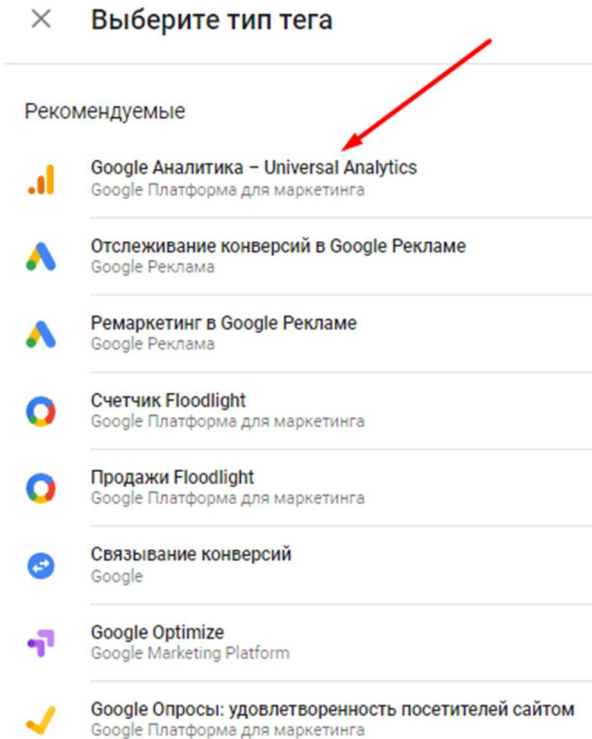 Выберите тип тега
Рекомендуемые
Google Аналитика – Universal Analytics
Google Платформа для маркетинга
Отслеживание конверсий в Google Рекламе
Google Реклама
Ремаркетинг в Google Рекламе
Google Реклама
Счетчик Floodlight
Google Платформа для маркетинга
Продажи Floodlight
Google Платформа для маркетинга
Связывание конверсий
Google
Google Optimize
Google Marketing Platform
Google Опросы: удовлетворенность посетителей сайтом
Google Платформа для маркетинга